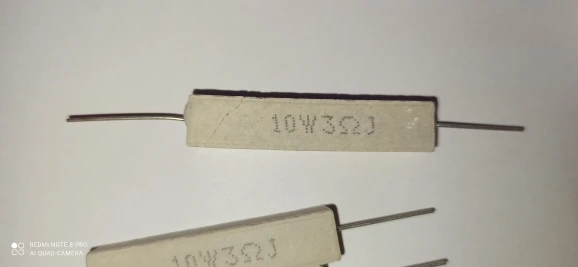 10W3ΩJ
10W3ΩJ
REDMI NOTE 8 PRO
AI QUAD CAMERA